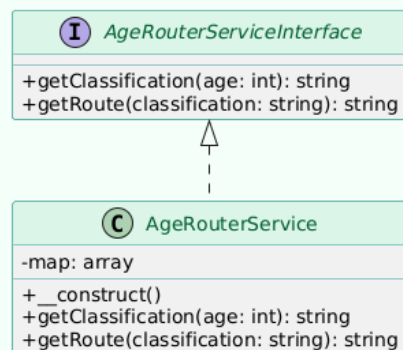 I AgeRouterServiceInterface
+getClassification(age: int): string
+getRoute(classification: string): string
C AgeRouterService
-map: array
+__construct()
+getClassification(age: int): string
+getRoute(classification: string): string